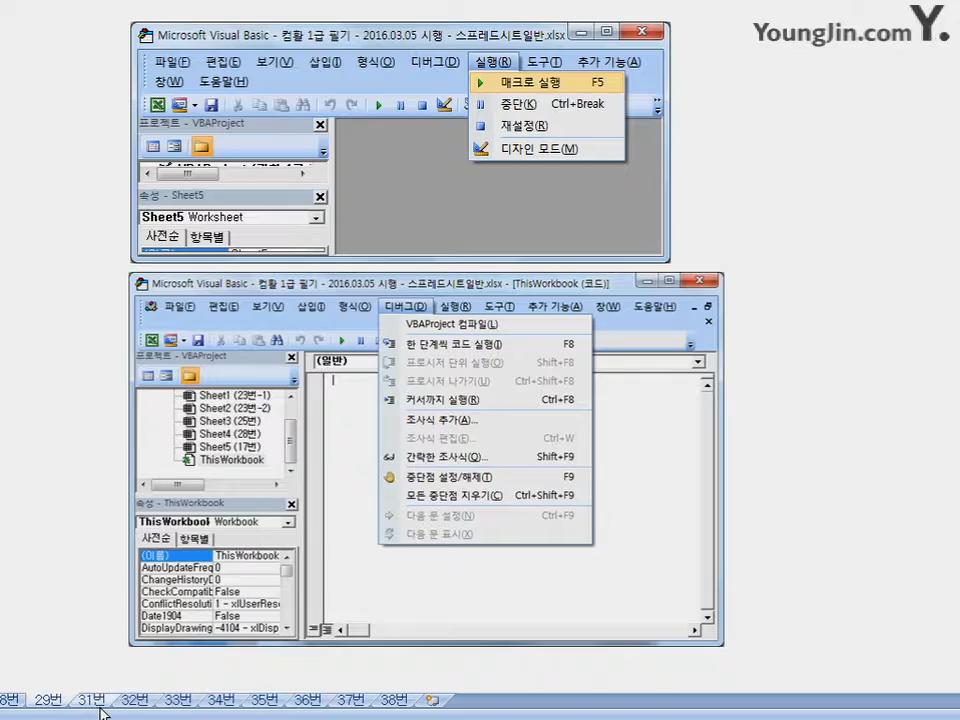 YoungJin.com Y.
Microsoft Visual Basic - 컴활 1급 필기 - 2016.03.05 시행 - 스프레드시트일반.xlsx
파일(F) 편집(E) 보기(V) 삽입(I) 형식(O) 디버그(D) 실행(R) 도구(T) 추가 기능(A)
창(W) 도움말(H)
매크로 실행 F5
중단(K) Ctrl+Break
재설정(R)
디자인 모드(M)
프로젝트 - VBAProject
속성 - Sheet5
Sheet5 Worksheet
사전순 항목별
Microsoft Visual Basic - 컴활 1급 필기 - 2016.03.05 시행 - 스프레드시트일반.xlsx - [ThisWorkbook (코드)]
파일(F) 편집(E) 보기(V) 삽입(I) 형식(O) 디버그(D) 실행(R) 도구(T) 추가 기능(A) 창(W) 도움말(H)
VBAProject 컴파일(L)
한 단계씩 코드 실행(I) F8
프로시저 단위 실행(O) Shift+F8
프로시저 나가기(U) Ctrl+Shift+F8
커서까지 실행(R) Ctrl+F8
조사식 추가(A)...
조사식 편집(E)... Ctrl+W
간략한 조사식(Q)... Shift+F9
중단점 설정/해제(T) F9
모든 중단점 지우기(C) Ctrl+Shift+F9
다음 문 설정(N) Ctrl+F9
다음 문 표시(X)
프로젝트 - VBAProject
(일반)
Sheet1 (23번-1)
Sheet2 (23번-2)
Sheet3 (25번)
Sheet4 (28번)
Sheet5 (17번)
ThisWorkbook
속성 - ThisWorkbook
ThisWorkbool Workbook
사전순 항목별
(이름) ThisWorkbook
AutoUpdateFreq 0
ChangeHistoryD 0
CheckCompatib False
ConflictResoluti 1 - xlUserReso
Date1904 False
DisplayDrawing -4104 - xlDisp
8번 29번 31번 32번 33번 34번 35번 36번 37번 38번